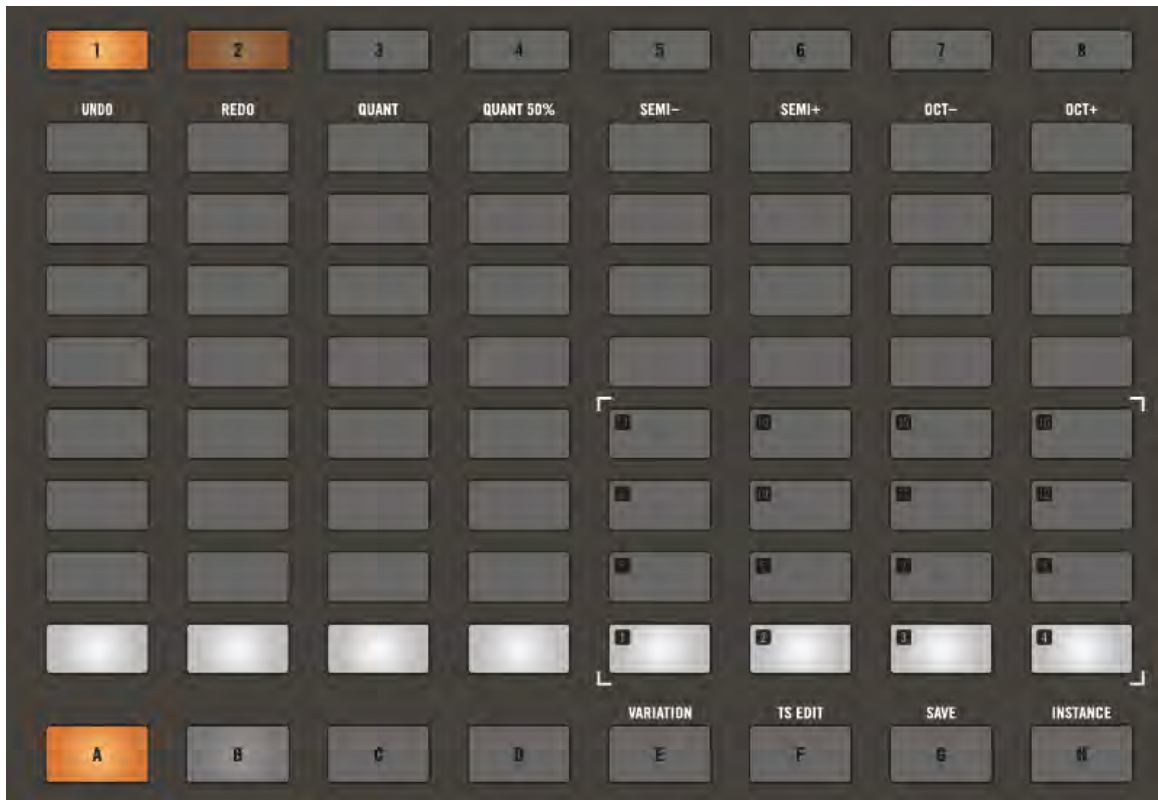 1 2 3 4 5 6 7 8
UNDO REDO QUANT QUANT 50% SEMI– SEMI+ OCT– OCT+
1 2 3 4
VARIATION TS EDIT SAVE INSTANCE
A B C D E F G H